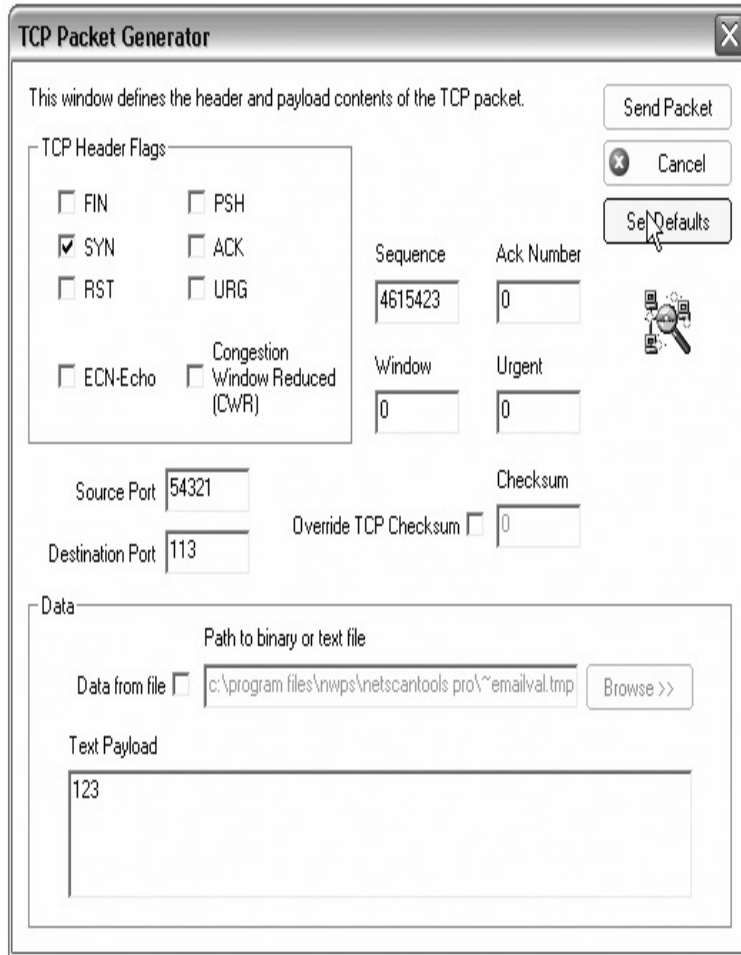 TCP Packet Generator
This window defines the header and payload contents of the TCP packet.
Send Packet
Cancel
Set Defaults
TCP Header Flags
FIN PSH
SYN ACK
RST URG
ECN-Echo Congestion
Window Reduced
(CWR)
Sequence Ack Number
4615423 0
Window Urgent
0 0
Source Port 54321
Destination Port 113
Checksum
Override TCP Checksum 0
Data
Path to binary or text file
Data from file c:\program files\nwps\netscantools pro\~emailval.tmp Browse >>
Text Payload
123